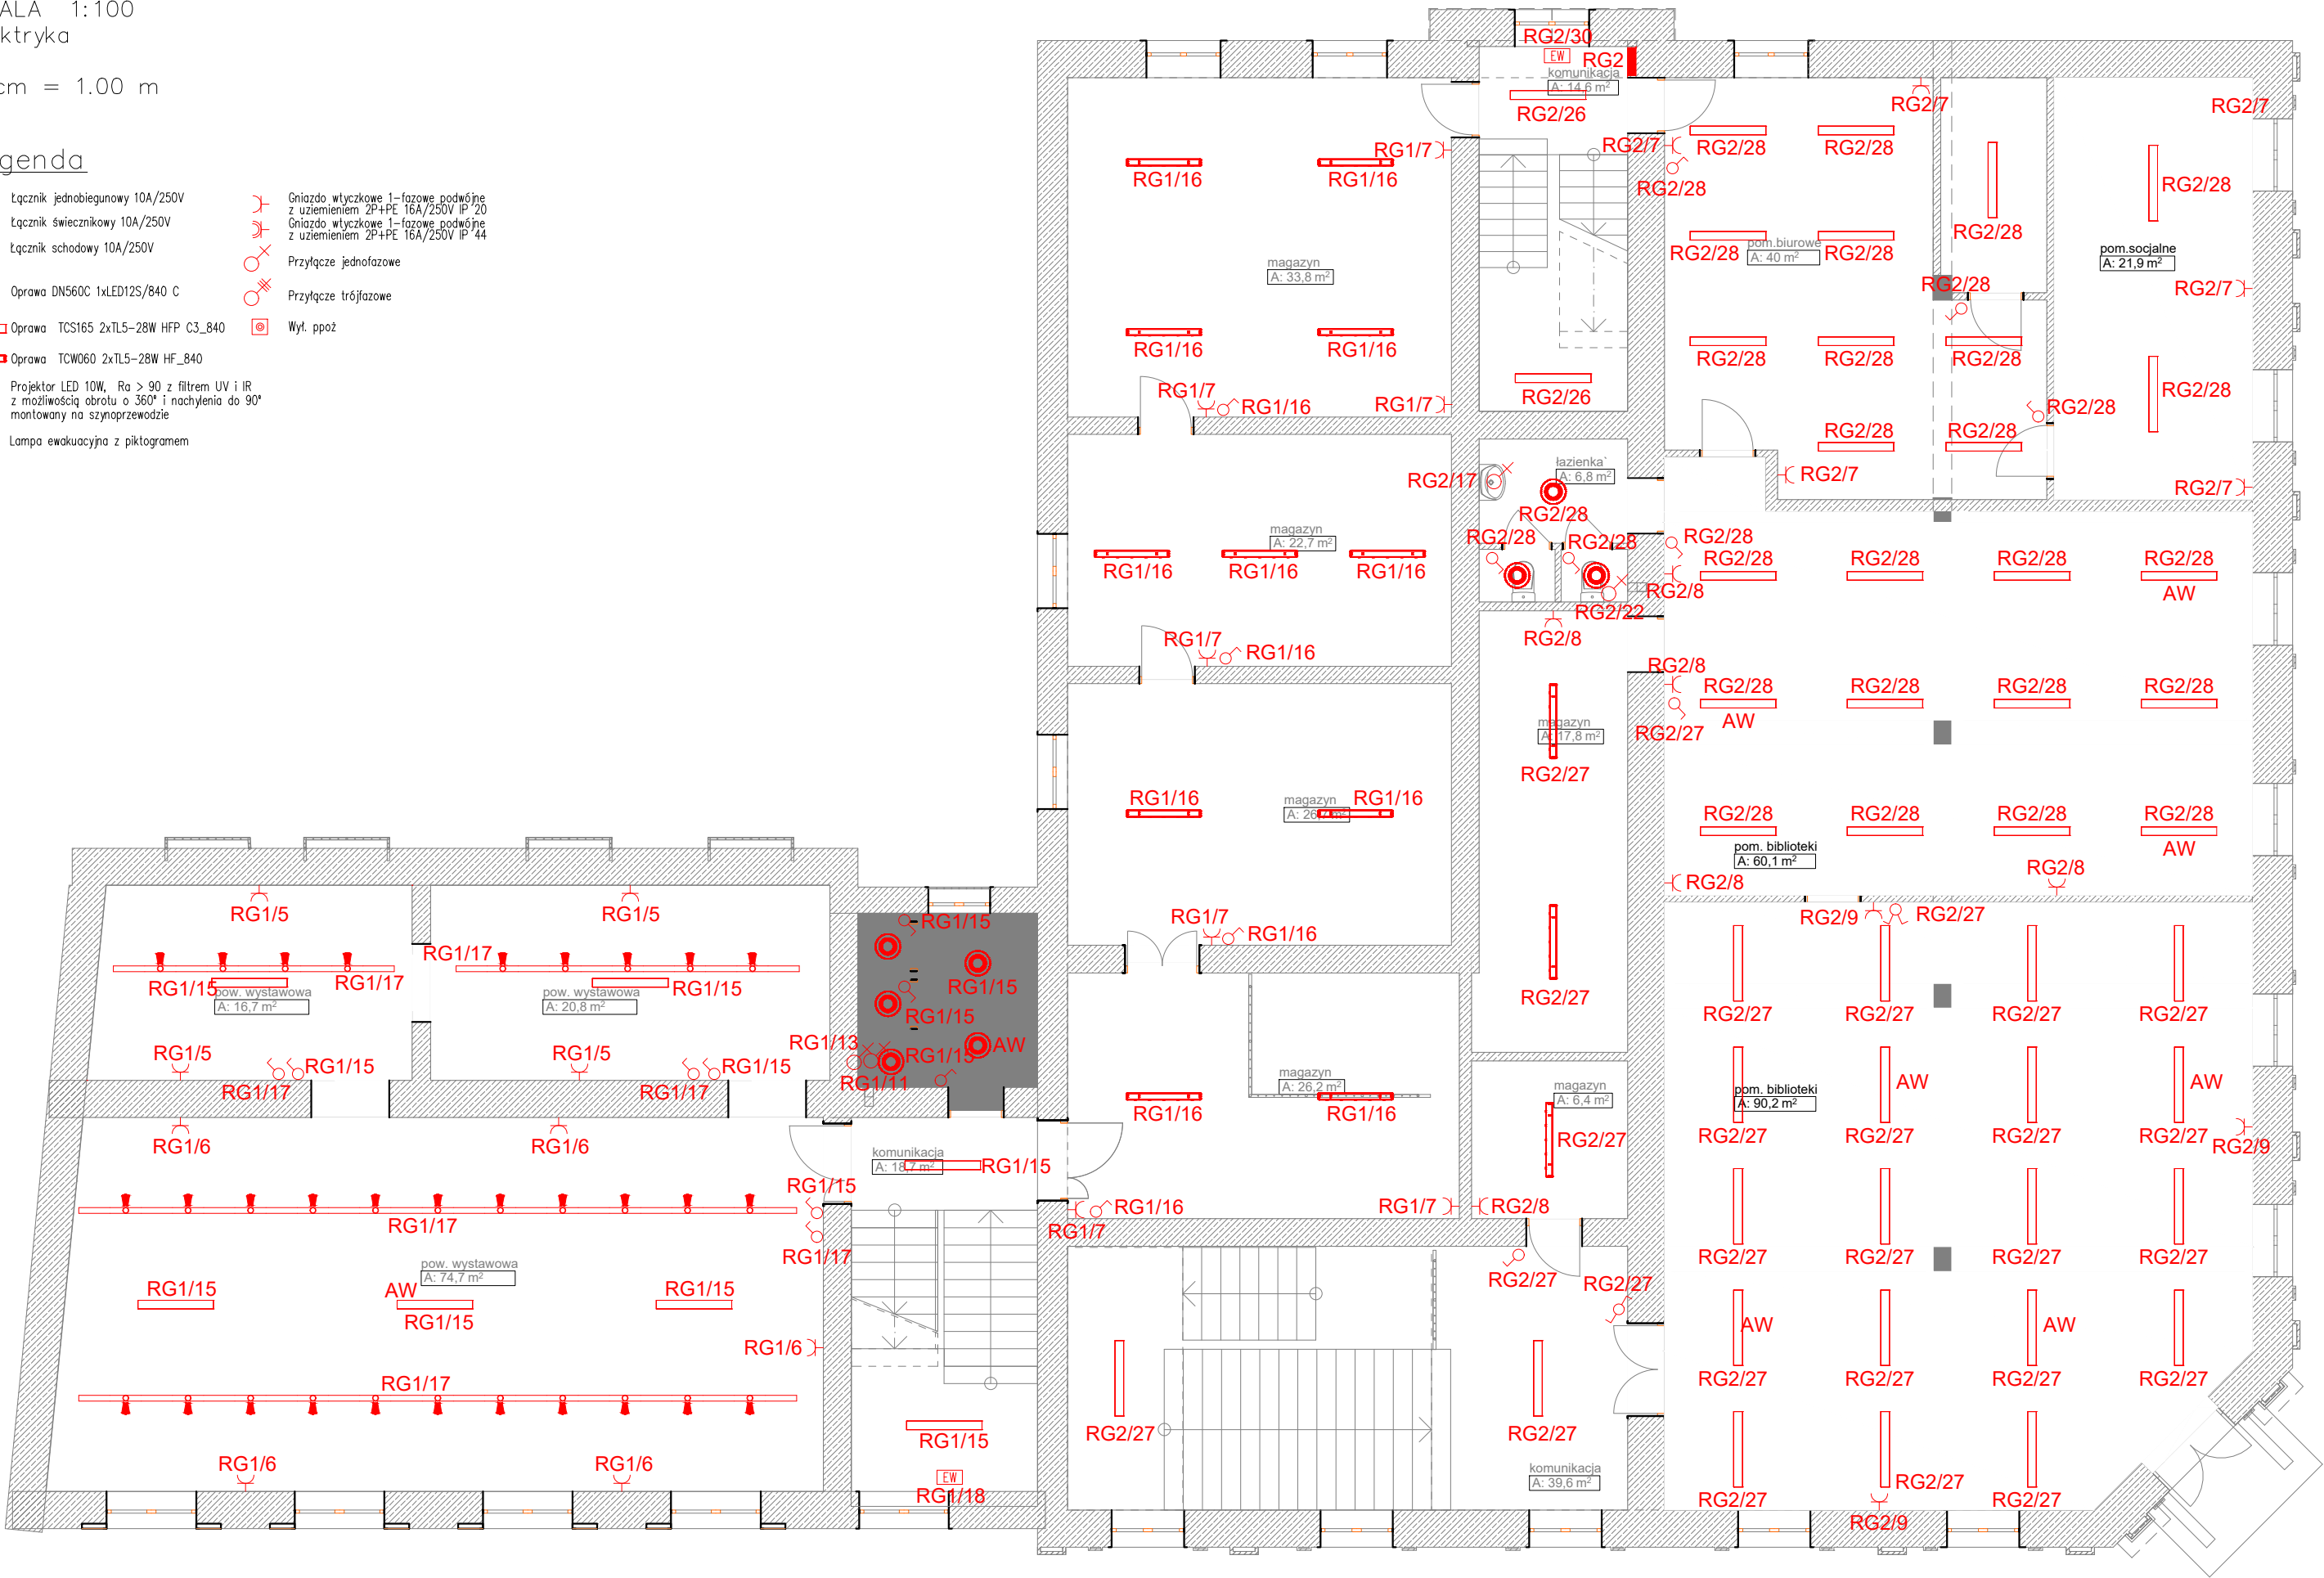 ALA 1:100
ktryka
cm = 1.00 m
genda
Łącznik jednobiegunowy 10A/250V
Łącznik świecznikowy 10A/250V
Łącznik schodowy 10A/250V
Oprawa DN560C 1xLED12S/840 C
Oprawa TCS165 2xTL5-28W HFP C3_840
Oprawa TCW060 2xTL5-28W HF_840
Projektor LED 10W, Ra > 90 z filtrem UV i IR
z możliwością obrotu o 360° i nachylenia do 90°
montowany na szynoprzewodzie
Lampa ewakuacyjna z piktogramem
Gniazdo wtyczkowe 1-fazowe podwójne
z uziemieniem 2P+PE 16A/250V IP 20
Gniazdo wtyczkowe 1-fazowe podwójne
z uziemieniem 2P+PE 16A/250V IP 44
Przyłącze jednofazowe
Przyłącze trójfazowe
Wył. ppoż
RG2/30
EW
RG2
komunikacja
A: 14,6 m²
RG2/26
RG2/7
RG2/28
RG2/26
RG1/7
RG1/16
RG1/16
magazyn
A: 33,8 m²
RG1/16
RG1/16
RG1/7
RG1/16
RG1/7
RG2/7
RG2/7
RG2/28
RG2/28
RG2/28
RG2/28
RG2/28
RG2/28
pom.biurowe
A: 40 m²
RG2/28
pom.socjalne
A: 21,9 m²
RG2/28
RG2/7
RG2/28
RG2/28
RG2/28
RG2/28
RG2/28
RG2/28
RG2/28
RG2/7
RG2/7
łazienka`
A: 6,8 m²
RG2/17
RG2/28
RG2/28
RG2/28
RG2/22
RG2/8
RG2/28
RG2/8
magazyn
A: 22,7 m²
RG1/16
RG1/16
RG1/16
RG1/7
RG1/16
RG2/28
RG2/28
RG2/28
RG2/28
AW
RG2/8
RG2/28
RG2/28
RG2/28
RG2/28
AW
RG2/27
magazyn
A: 17,8 m²
RG2/27
RG1/16
RG1/16
magazyn
RG2/28
RG2/28
RG2/28
RG2/28
AW
pom. biblioteki
A: 60,1 m²
RG2/8
RG2/8
RG1/7
RG1/16
RG2/27
RG2/9
RG2/27
RG1/5
RG1/5
RG1/17
RG1/15
RG1/17
pow. wystawowa
A: 16,7 m²
RG1/15
pow. wystawowa
A: 20,8 m²
RG1/15
RG1/15
RG1/15
RG1/13
RG1/15
AW
RG1/11
RG1/5
RG1/15
RG1/17
RG1/5
RG1/15
RG1/17
RG2/27
RG2/27
RG2/27
RG2/27
magazyn
A: 26,2 m²
RG1/16
RG1/16
magazyn
A: 6,4 m²
RG2/27
pom. biblioteki
A: 90,2 m²
AW
AW
RG2/27
RG2/27
RG2/27
RG2/27
RG2/9
RG1/6
RG1/6
komunikacja
A: 18,7 m²
RG1/15
RG1/15
RG1/17
RG1/17
RG1/7
RG1/16
RG1/7
RG2/8
RG2/27
RG2/27
RG2/27
RG2/27
RG2/27
RG2/27
pow. wystawowa
A: 74,7 m²
RG1/15
AW
RG1/15
RG1/15
RG1/6
AW
AW
RG2/27
RG2/27
RG2/27
RG2/27
RG1/17
RG1/15
RG2/27
RG2/27
RG1/6
RG1/6
EW
RG1/18
komunikacja
A: 39,6 m²
RG2/27
RG2/27
RG2/27
RG2/9